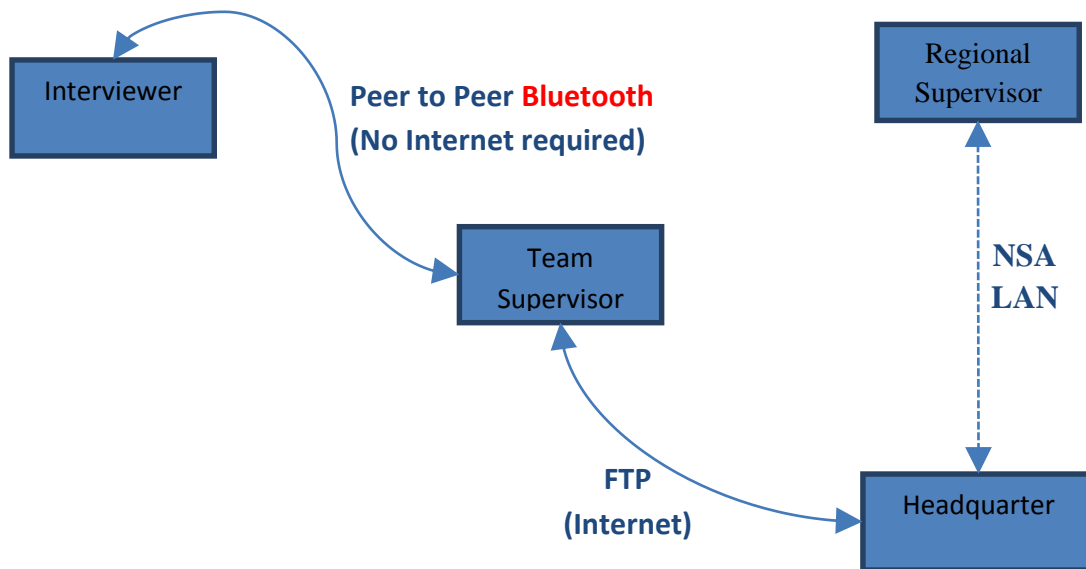 Interviewer
Regional
Supervisor
Peer to Peer Bluetooth
(No Internet required)
Team
Supervisor
NSA
LAN
FTP
(Internet)
Headquarter